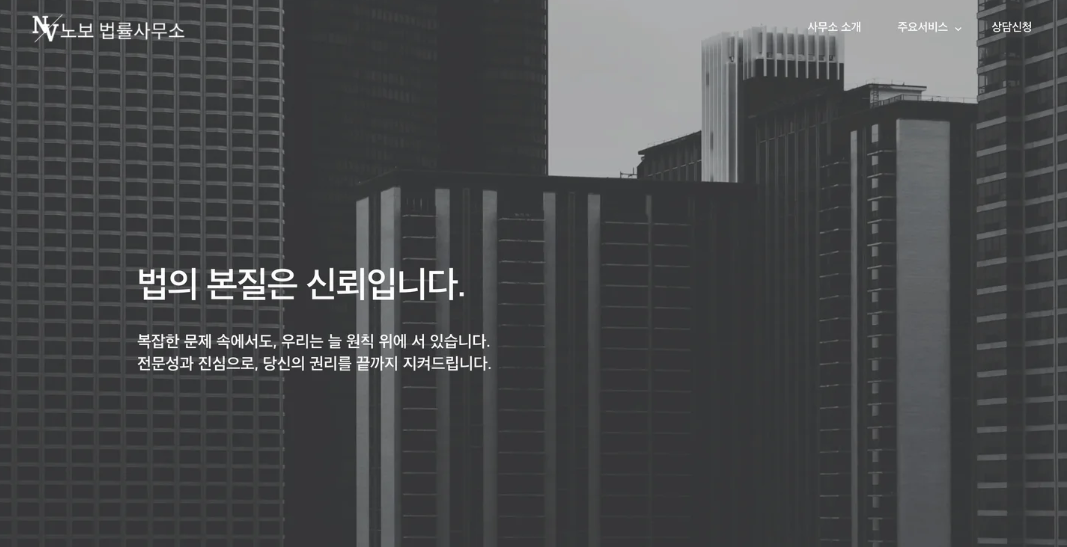 NV 노보 법률사무소
사무소 소개
주요서비스
상담신청
법의 본질은 신뢰입니다.
복잡한 문제 속에서도, 우리는 늘 원칙 위에 서 있습니다.
전문성과 진심으로, 당신의 권리를 끝까지 지켜드립니다.